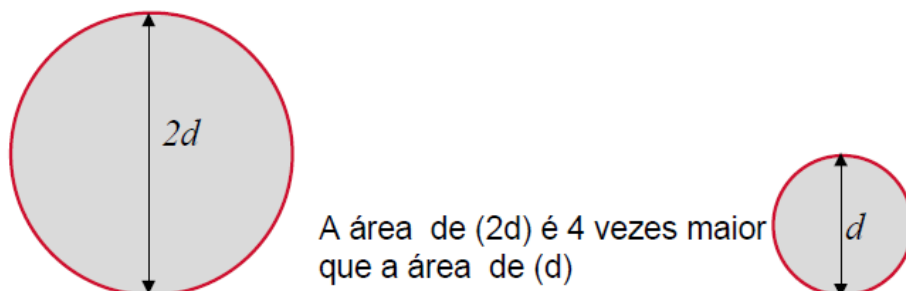 2d
A área de (2d) é 4 vezes maior
que a área de (d)
d